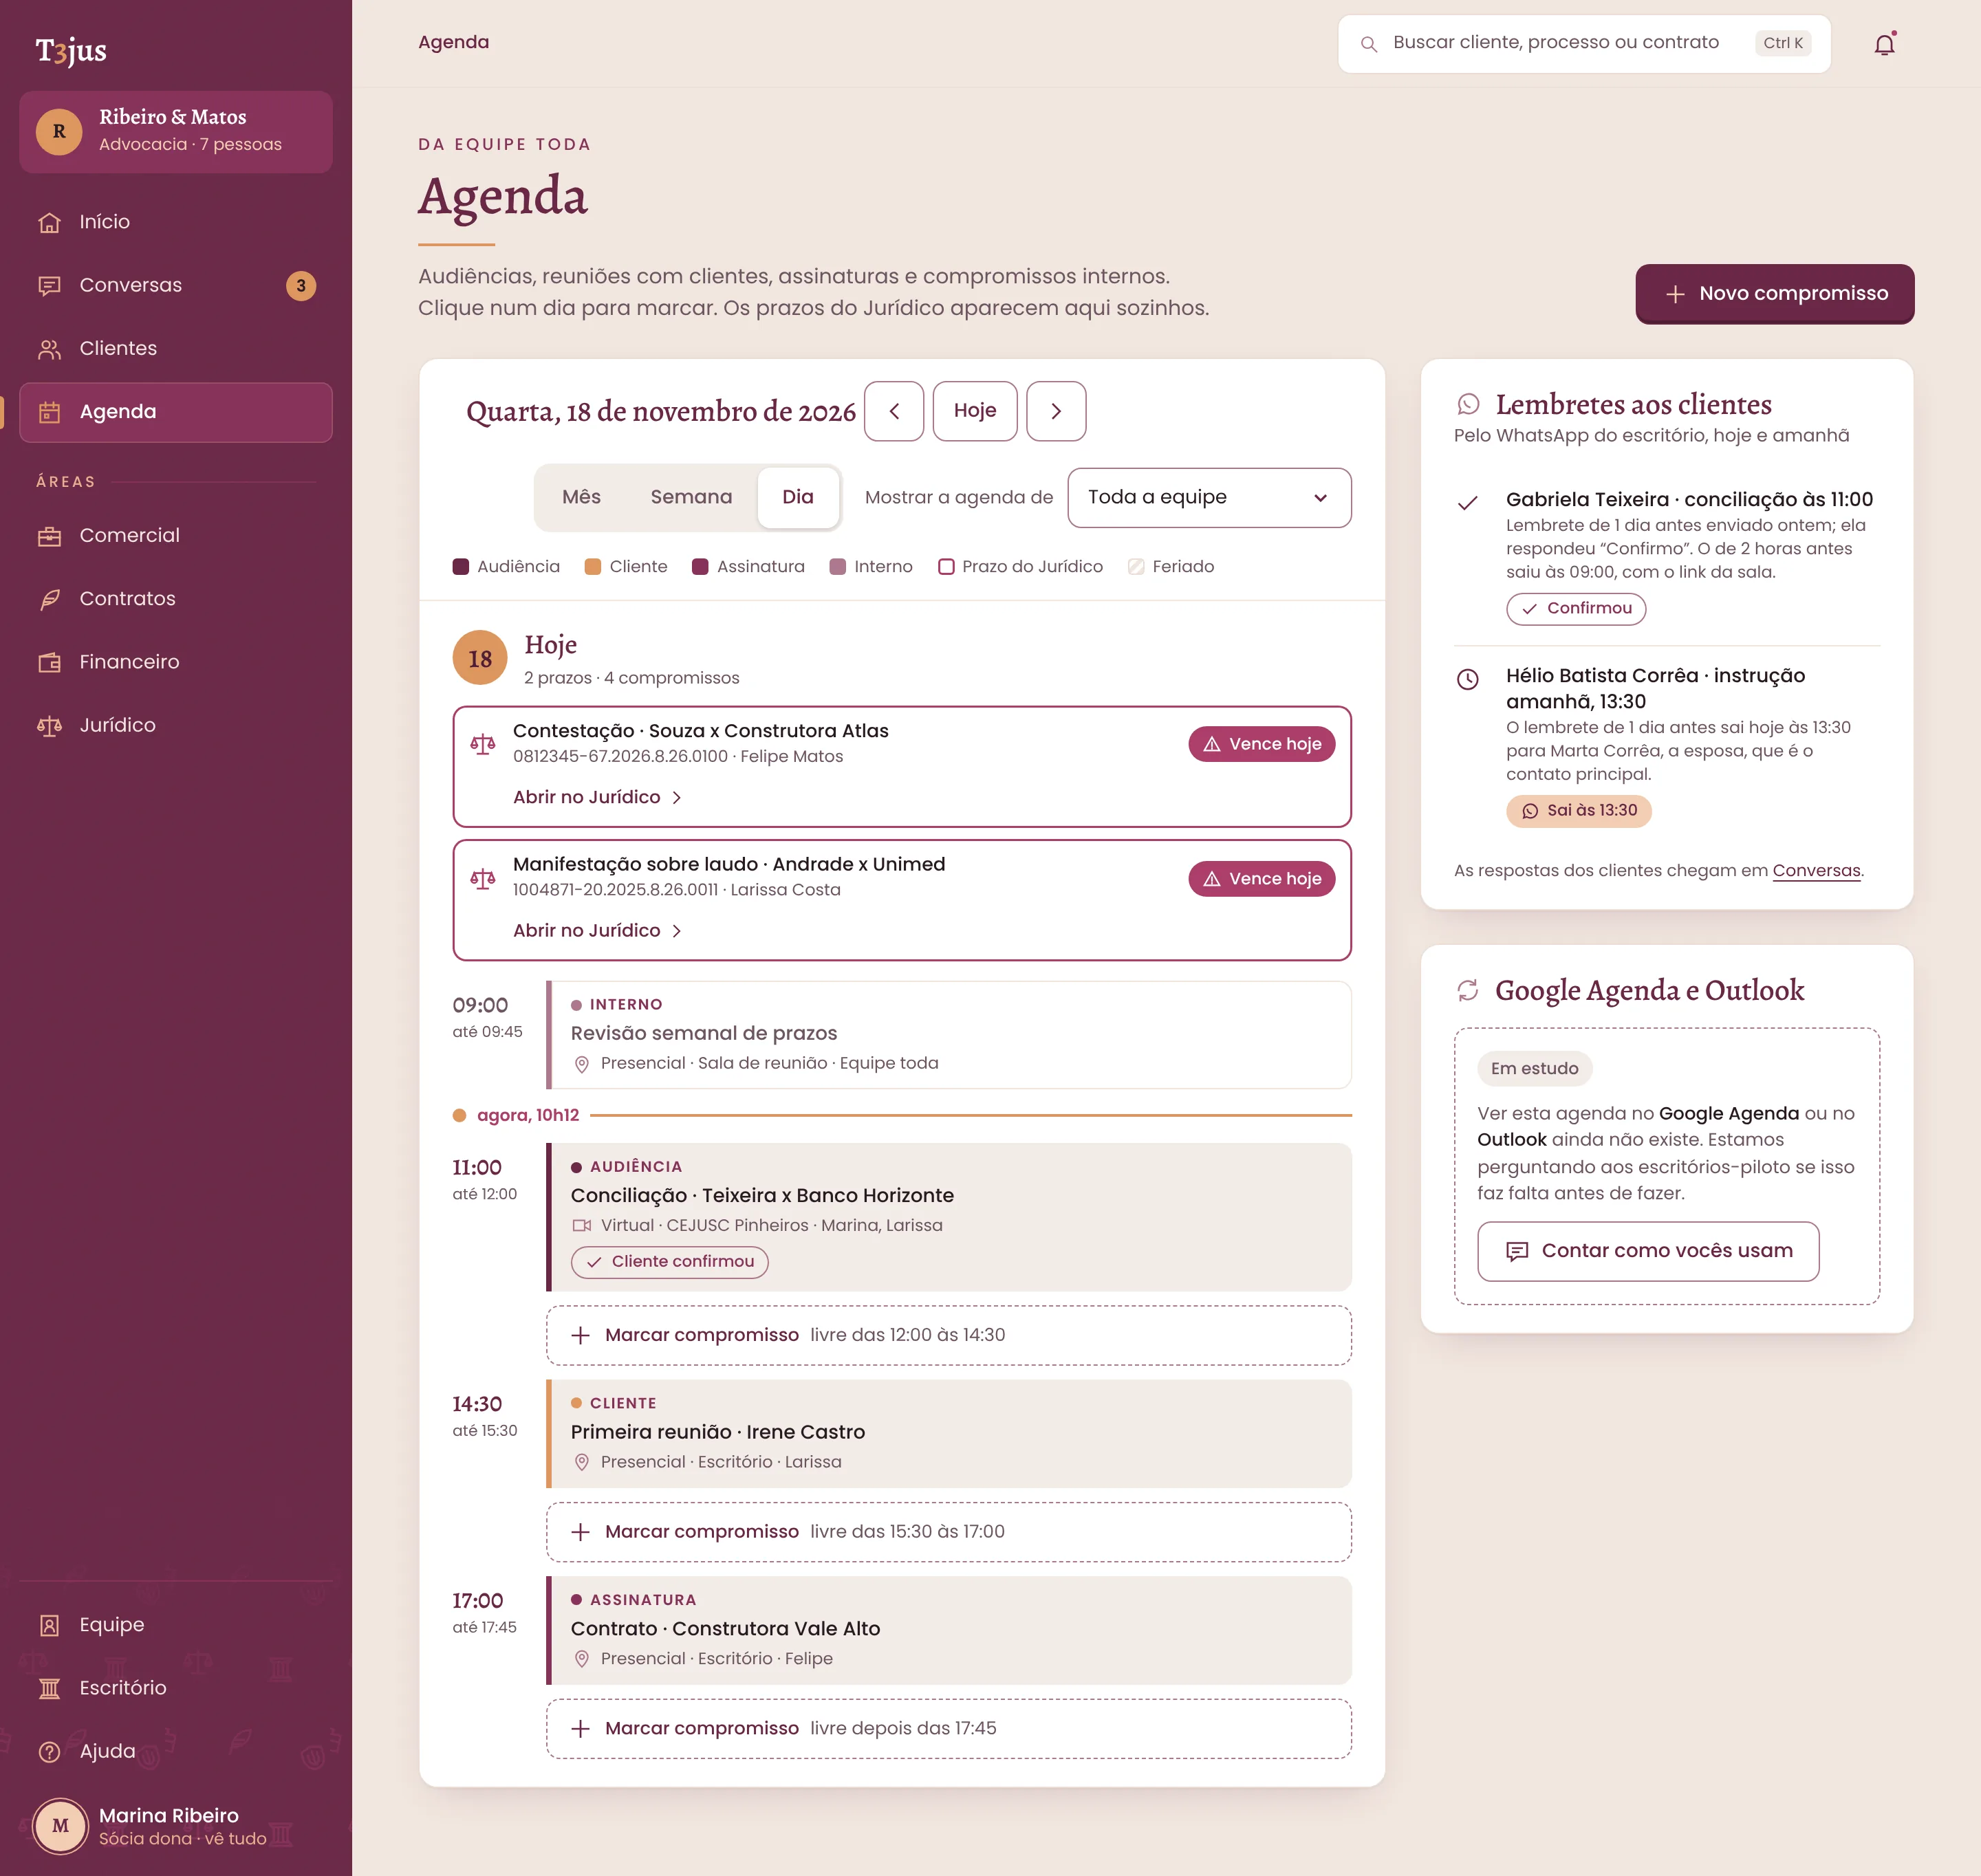 T3jus
R
Ribeiro & Matos
Advocacia · 7 pessoas
Início
Conversas
3
Clientes
Agenda
ÁREAS
Comercial
Contratos
Financeiro
Jurídico
Equipe
Escritório
Ajuda
M
Marina Ribeiro
Sócia dona · vê tudo
Agenda
Buscar cliente, processo ou contrato
Ctrl K
DA EQUIPE TODA
Agenda
Audiências, reuniões com clientes, assinaturas e compromissos internos.
Clique num dia para marcar. Os prazos do Jurídico aparecem aqui sozinhos.
Novo compromisso
Quarta, 18 de novembro de 2026
Hoje
Mês
Semana
Dia
Mostrar a agenda de
Toda a equipe
Audiência
Cliente
Assinatura
Interno
Prazo do Jurídico
Feriado
18
Hoje
2 prazos · 4 compromissos
Contestação · Souza x Construtora Atlas
0812345-67.2026.8.26.0100 · Felipe Matos
Vence hoje
Abrir no Jurídico
Manifestação sobre laudo · Andrade x Unimed
1004871-20.2025.8.26.0011 · Larissa Costa
Vence hoje
Abrir no Jurídico
09:00
até 09:45
INTERNO
Revisão semanal de prazos
Presencial · Sala de reunião · Equipe toda
agora, 10h12
11:00
até 12:00
AUDIÊNCIA
Conciliação · Teixeira x Banco Horizonte
Virtual · CEJUSC Pinheiros · Marina, Larissa
Cliente confirmou
Marcar compromisso livre das 12:00 às 14:30
14:30
até 15:30
CLIENTE
Primeira reunião · Irene Castro
Presencial · Escritório · Larissa
Marcar compromisso livre das 15:30 às 17:00
17:00
até 17:45
ASSINATURA
Contrato · Construtora Vale Alto
Presencial · Escritório · Felipe
Marcar compromisso livre depois das 17:45
Lembretes aos clientes
Pelo WhatsApp do escritório, hoje e amanhã
Gabriela Teixeira · conciliação às 11:00
Lembrete de 1 dia antes enviado ontem; ela
respondeu “Confirmo”. O de 2 horas antes
saiu às 09:00, com o link da sala.
Confirmou
Hélio Batista Corrêa · instrução
amanhã, 13:30
O lembrete de 1 dia antes sai hoje às 13:30
para Marta Corrêa, a esposa, que é o
contato principal.
Sai às 13:30
As respostas dos clientes chegam em Conversas.
Google Agenda e Outlook
Em estudo
Ver esta agenda no Google Agenda ou no
Outlook ainda não existe. Estamos
perguntando aos escritórios-piloto se isso
faz falta antes de fazer.
Contar como vocês usam